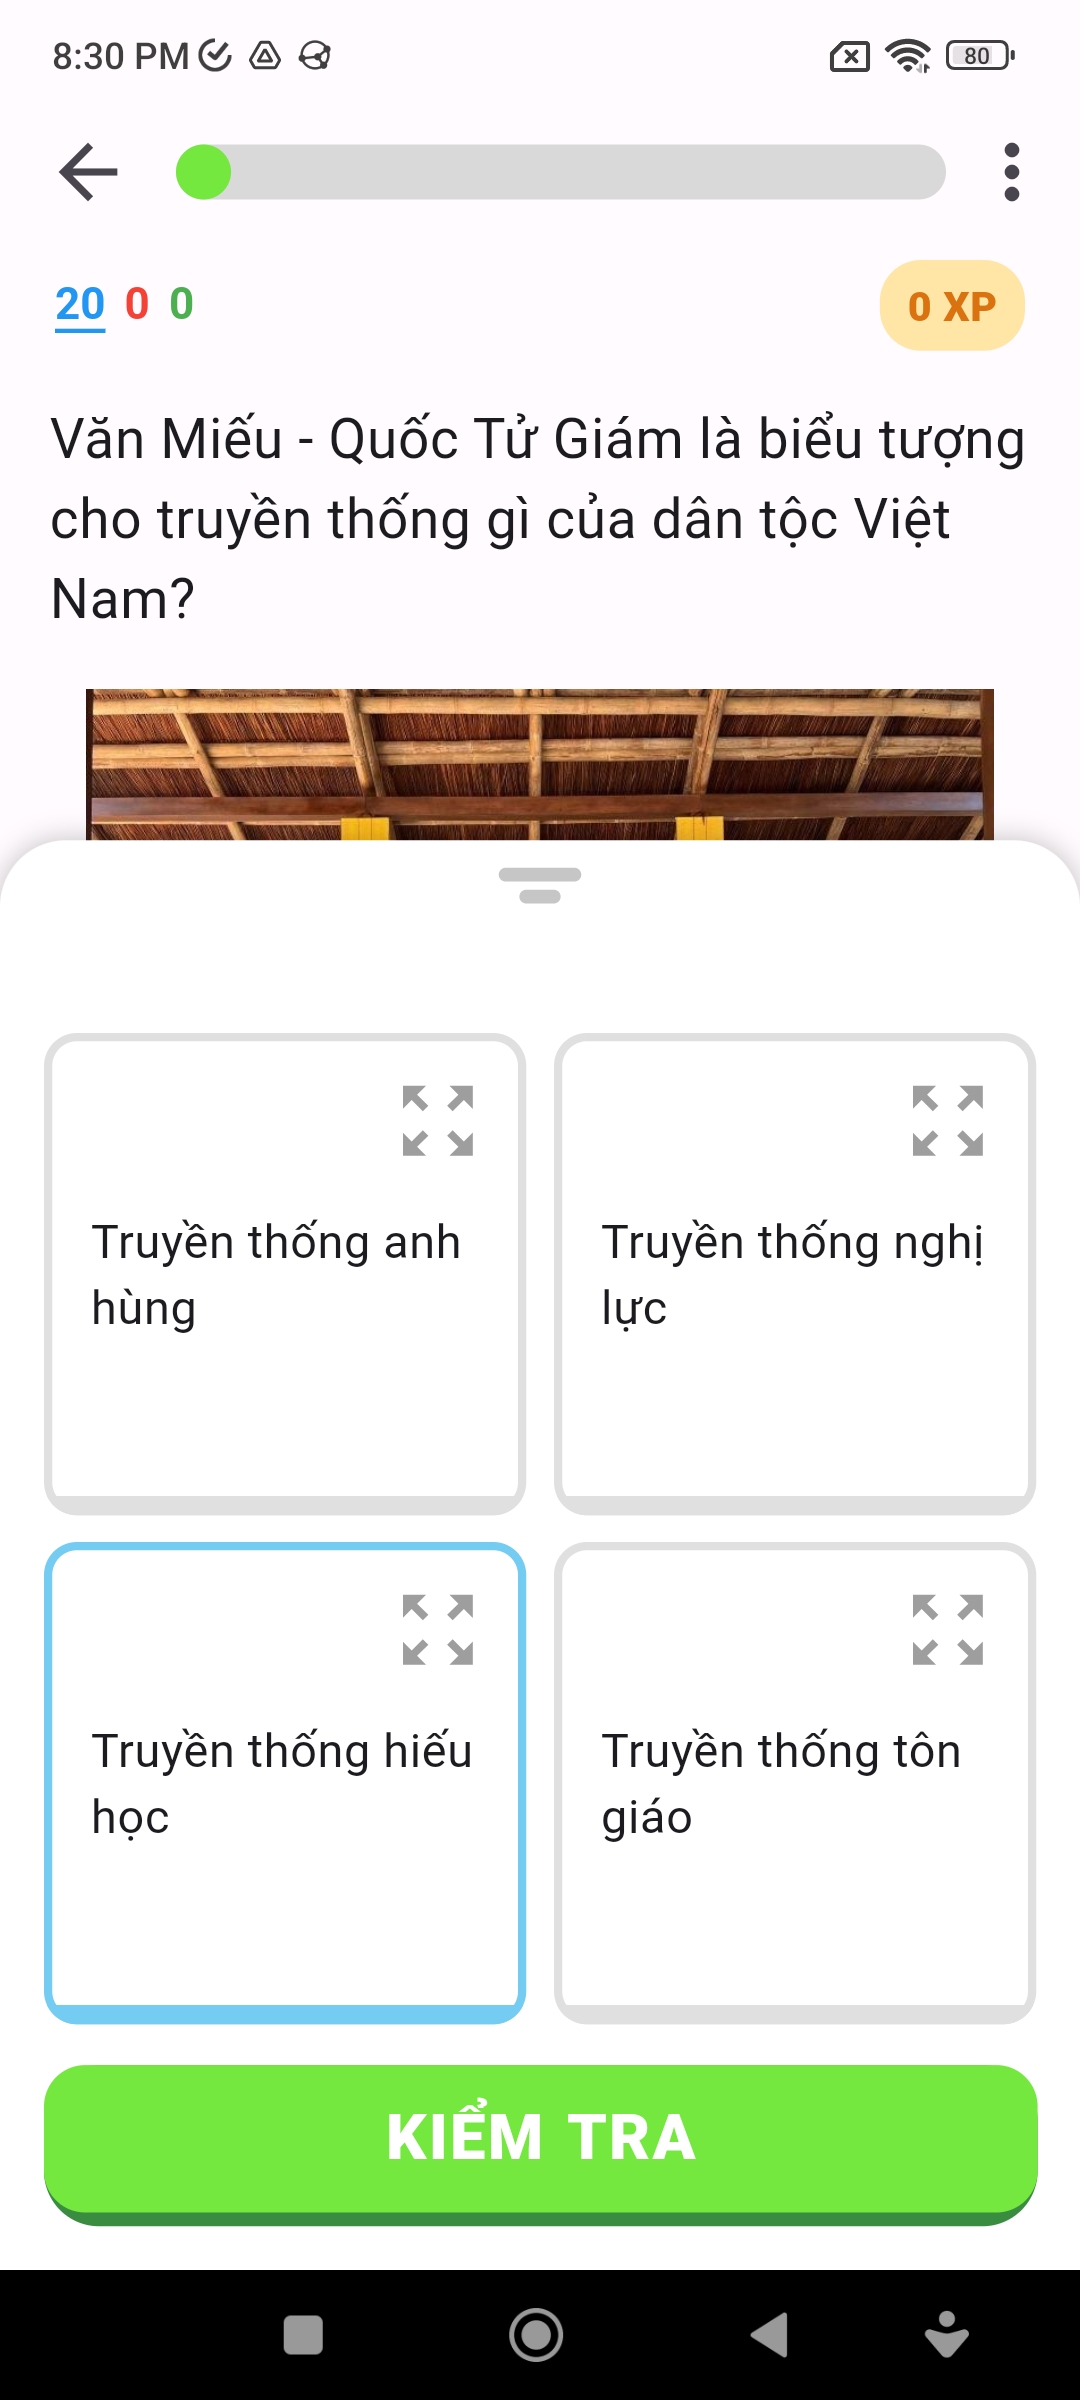 8:30 PM
80
20 0 0
0 XP
Văn Miếu - Quốc Tử Giám là biểu tượng
cho truyền thống gì của dân tộc Việt
Nam?
Truyền thống anh
hùng
Truyền thống nghị
lực
Truyền thống hiếu
học
Truyền thống tôn
giáo
KIỂM TRA